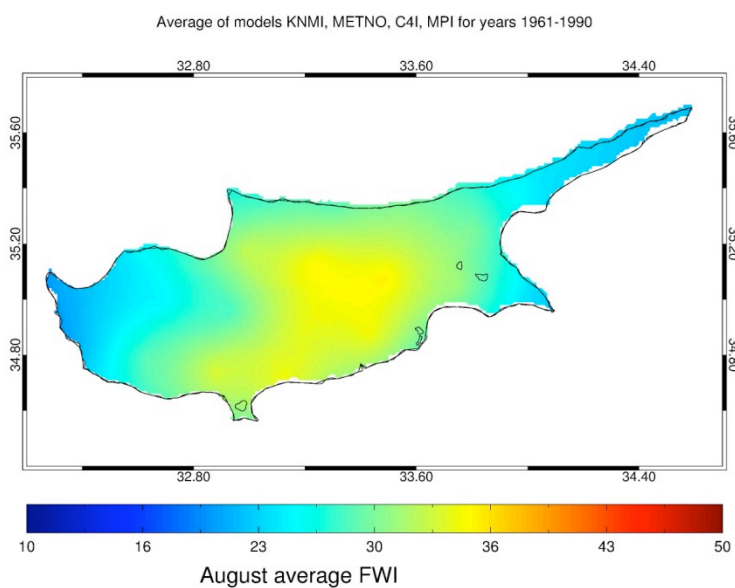 Average of models KNMI, METNO, C4I, MPI for years 1961-1990
32.80 33.60 34.40
35.60 35.60
35.20 35.20
34.80 34.80
32.80 33.60 34.40
10 16 23 30 36 43 50
August average FWI